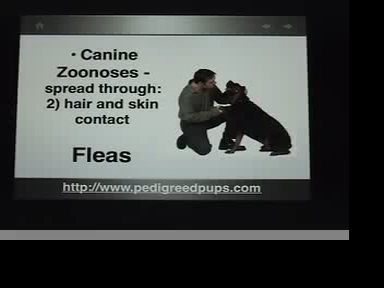 • Canine
Zoonoses -
spread through:
2) hair and skin
contact
Fleas
http://www.pedigreedpups.com